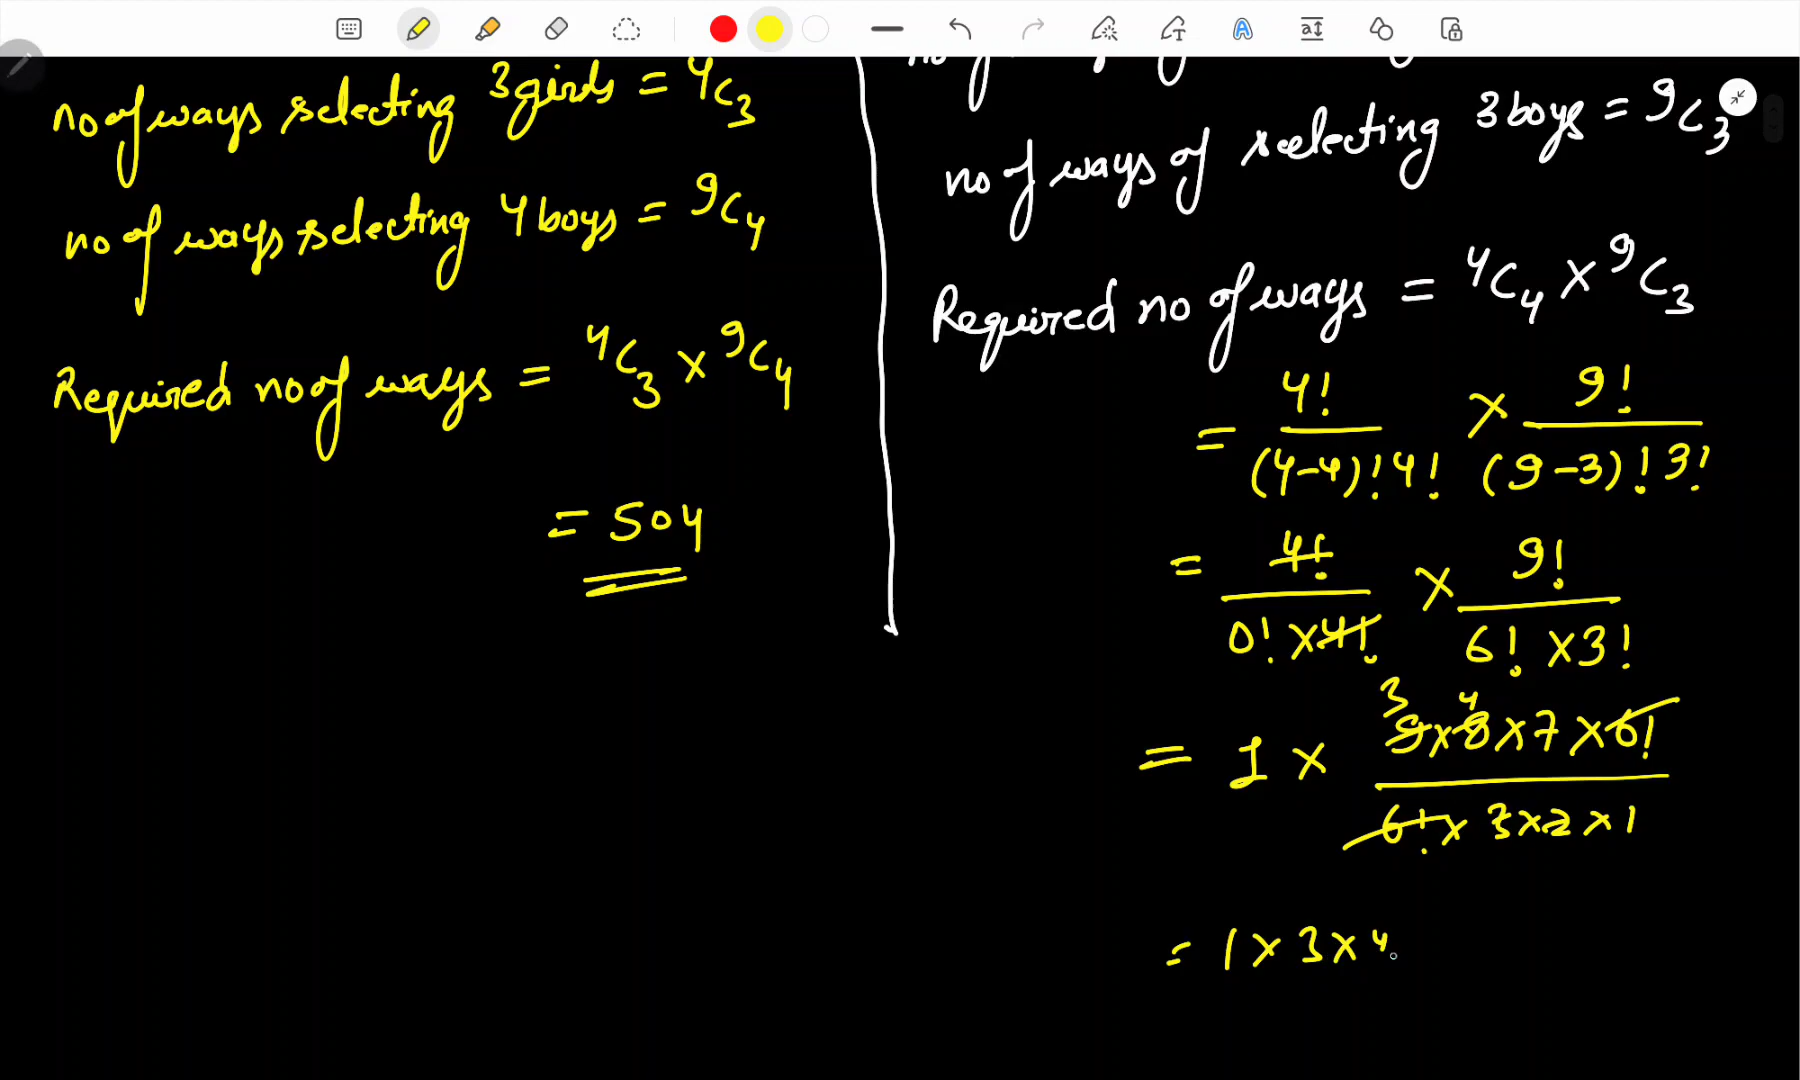 no of ways selecting 3 girls = 4C3
no of ways selecting 4 boys = 9C4
Required no of ways = 4C3 × 9C4
= 504
no of ways of selecting 3 boys = 9C3
Required no of ways = 4C4 × 9C3
= 4! / (4-4)! 4! × 9! / (9-3)! 3!
= 4! / 0! × 4! × 9! / 6! × 3!
3 4
= 1 × 9 × 8 × 7 × 6! / 6! × 3 × 2 × 1
= 1 × 3 × 4